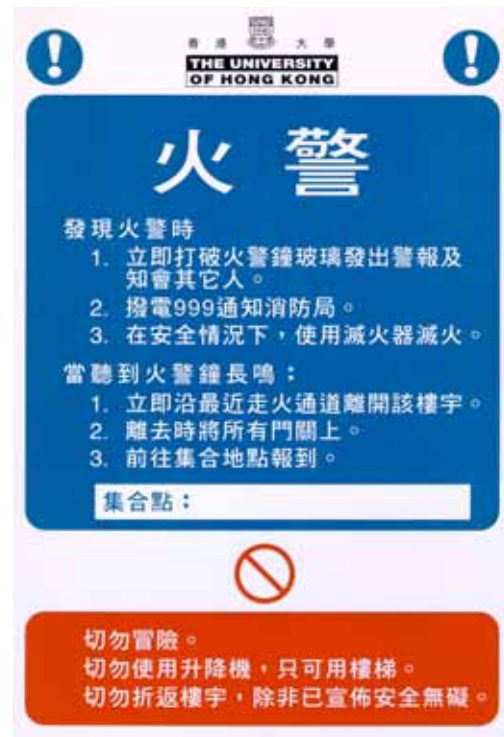 香港大學
THE UNIVERSITY
OF HONG KONG
火警
發現火警時
1. 立即打破火警鐘玻璃發出警報及
知會其它人。
2. 撥電999通知消防局。
3. 在安全情況下，使用滅火器滅火。
當聽到火警鐘長鳴：
1. 立即沿最近走火通道離開該樓宇。
2. 離去時將所有門關上。
3. 前往集合地點報到。
集合點：
切勿冒險。
切勿使用升降機，只可用樓梯。
切勿折返樓宇，除非已宣佈安全無礙。